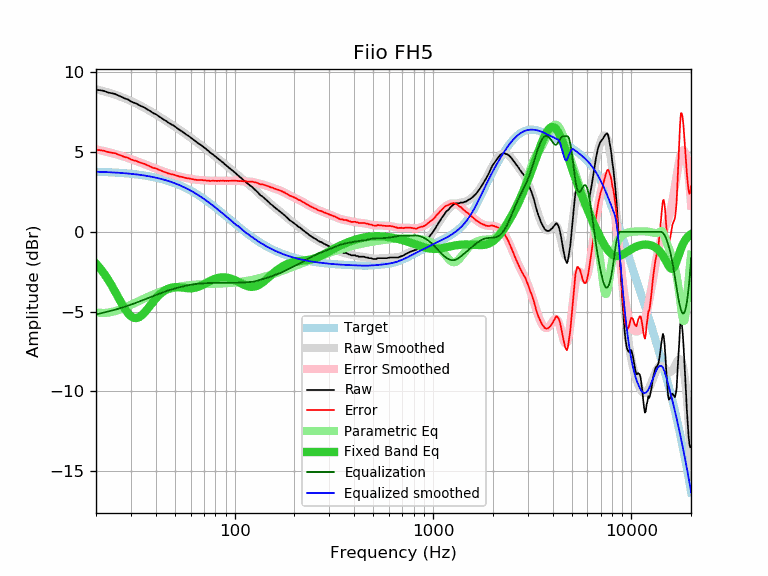 Fiio FH5
10
5
0
−5
−10
−15
Amplitude (dBr)
Target
Raw Smoothed
Error Smoothed
Raw
Error
Parametric Eq
Fixed Band Eq
Equalization
Equalized smoothed
100
1000
10000
Frequency (Hz)